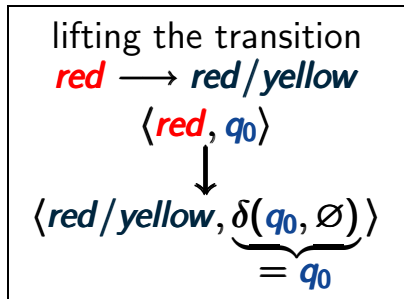 lifting the transition
red ⟶ red/yellow
⟨red, q₀⟩
↓
⟨red/yellow, δ(q₀, ∅)⟩
= q₀